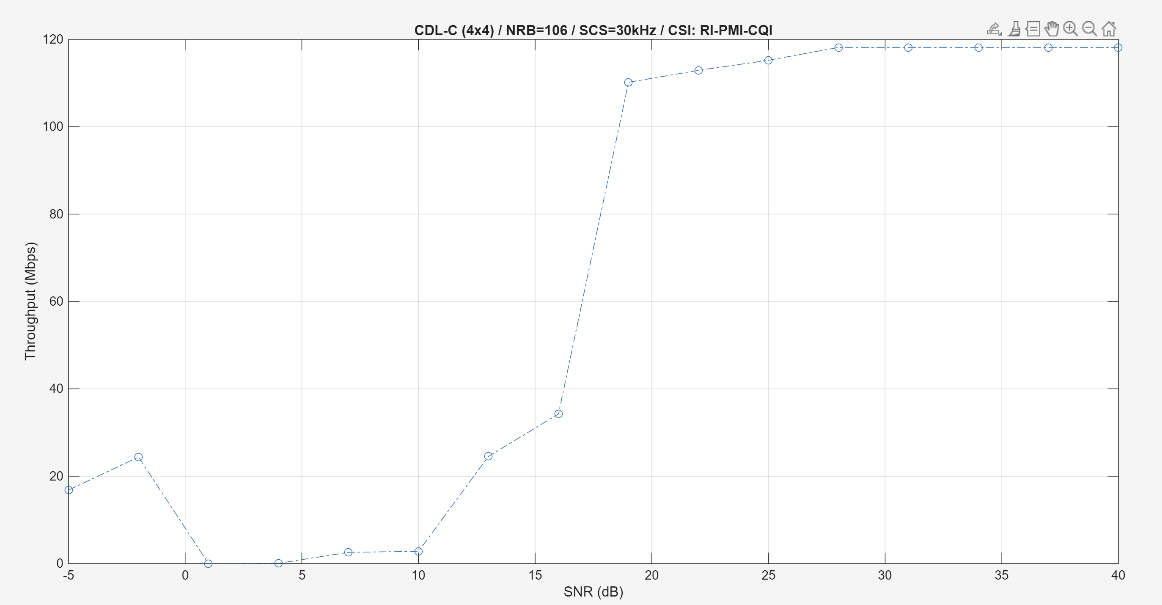 CDL-C (4x4) / NRB=106 / SCS=30kHz / CSI: RI-PMI-CQI
120
100
80
60
40
20
0
Throughput (Mbps)
-5 0 5 10 15 20 25 30 35 40
SNR (dB)